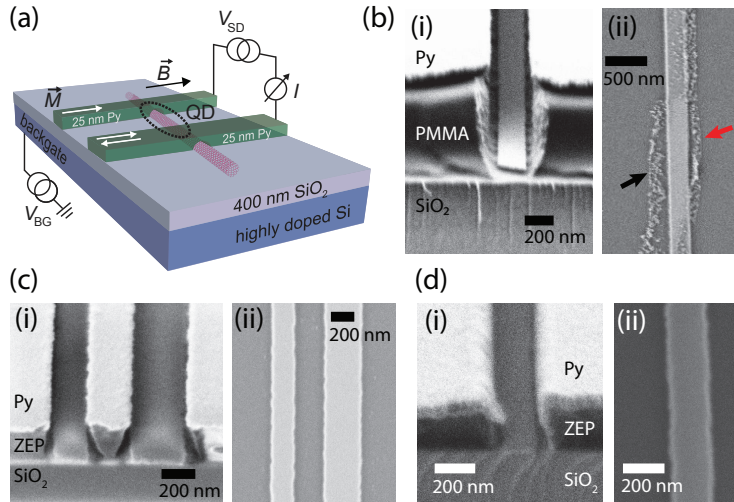 (a)
V_SD
B
I
M
QD
25 nm Py
25 nm Py
backgate
V_BG
400 nm SiO₂
highly doped Si
(b)
(i)
Py
PMMA
SiO₂
200 nm
(ii)
500 nm
(c)
(i)
Py
ZEP
SiO₂
200 nm
(ii)
200 nm
(d)
(i)
Py
ZEP
SiO₂
200 nm
(ii)
200 nm